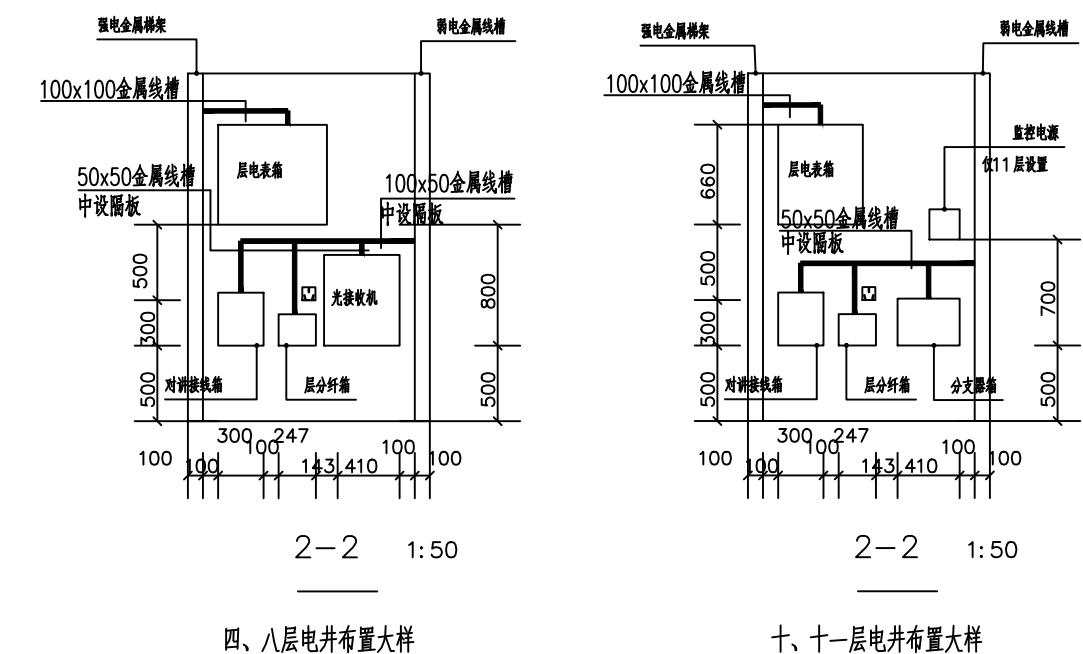 强电金属梯架
弱电金属线槽
100x100金属线槽
层电表箱
50x50金属线槽
中设隔板
100x50金属线槽
中设隔板
光接收机
500
300
500
800
500
对讲接线箱
层分纤箱
300
100
247
100
100
100
143
410
100
2-2
1:50
四、八层电井布置大样
强电金属梯架
弱电金属线槽
100x100金属线槽
监控电源
仅11层设置
层电表箱
50x50金属线槽
中设隔板
660
500
300
500
700
500
对讲接线箱
层分纤箱
分支器箱
300
100
247
100
100
100
143
410
100
2-2
1:50
十、十一层电井布置大样